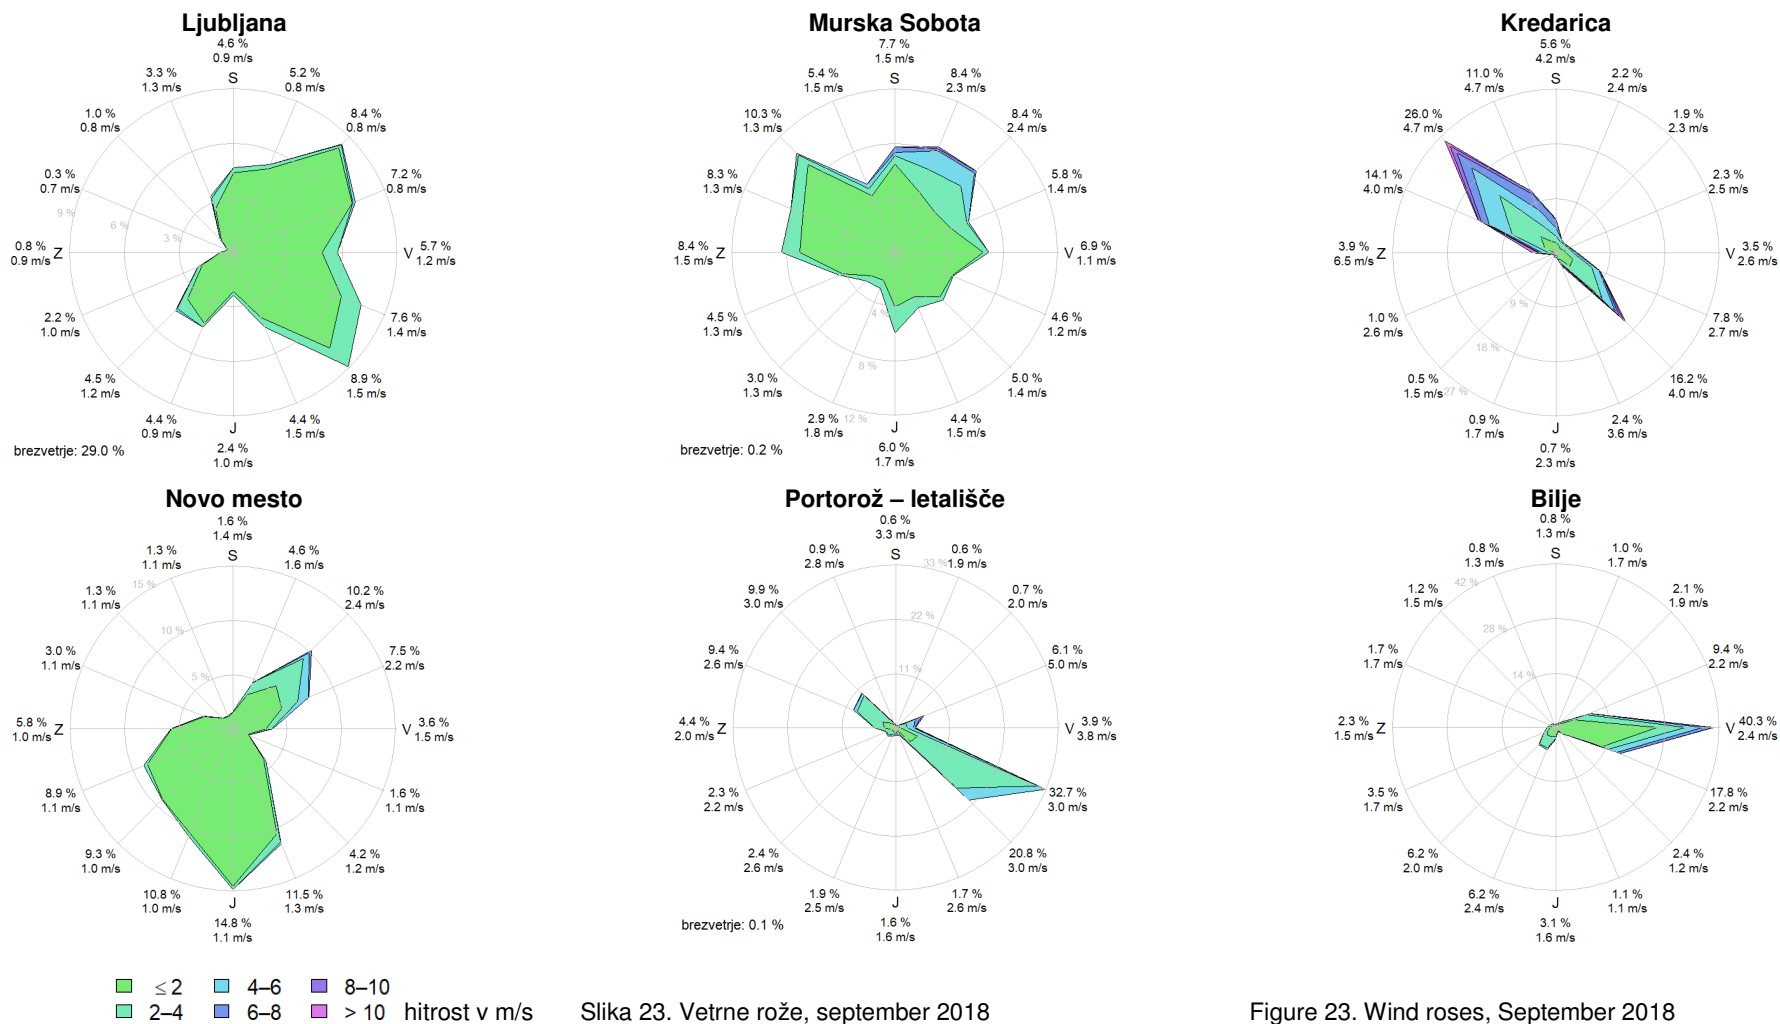 Ljubljana
4.6 %
0.9 m/s
S
5.2 %
0.8 m/s
8.4 %
0.8 m/s
7.2 %
0.8 m/s
V
5.7 %
1.2 m/s
7.6 %
1.4 m/s
8.9 %
1.5 m/s
4.4 %
1.5 m/s
J
2.4 %
1.0 m/s
4.4 %
0.9 m/s
4.5 %
1.2 m/s
2.2 %
1.0 m/s
0.8 %
0.9 m/s
Z
0.3 %
0.7 m/s
1.0 %
0.8 m/s
3.3 %
1.3 m/s
9 %
6 %
3 %
brezvetrje: 29.0 %
Murska Sobota
7.7 %
1.5 m/s
S
8.4 %
2.3 m/s
8.4 %
2.4 m/s
5.8 %
1.4 m/s
V
6.9 %
1.1 m/s
4.6 %
1.2 m/s
5.0 %
1.4 m/s
4.4 %
1.5 m/s
J
6.0 %
1.7 m/s
2.9 %
1.8 m/s
3.0 %
1.3 m/s
4.5 %
1.3 m/s
8.4 %
1.5 m/s
Z
8.3 %
1.3 m/s
10.3 %
1.3 m/s
5.4 %
1.5 m/s
4 %
8 %
12 %
brezvetrje: 0.2 %
Kredarica
5.6 %
4.2 m/s
S
2.2 %
2.4 m/s
1.9 %
2.3 m/s
2.3 %
2.5 m/s
V
3.5 %
2.6 m/s
7.8 %
2.7 m/s
16.2 %
4.0 m/s
2.4 %
3.6 m/s
J
0.7 %
2.3 m/s
0.9 %
1.7 m/s
0.5 %
1.5 m/s
1.0 %
2.6 m/s
3.9 %
6.5 m/s
Z
14.1 %
4.0 m/s
26.0 %
4.7 m/s
11.0 %
4.7 m/s
9 %
18 %
27 %
Novo mesto
1.6 %
1.4 m/s
S
4.6 %
1.6 m/s
10.2 %
2.4 m/s
7.5 %
2.2 m/s
V
3.6 %
1.5 m/s
1.6 %
1.1 m/s
4.2 %
1.2 m/s
11.5 %
1.3 m/s
J
14.8 %
1.1 m/s
10.8 %
1.0 m/s
9.3 %
1.0 m/s
8.9 %
1.1 m/s
5.8 %
1.0 m/s
Z
3.0 %
1.1 m/s
1.3 %
1.1 m/s
1.3 %
1.1 m/s
15 %
10 %
5 %
Portorož – letališče
0.6 %
3.3 m/s
S
0.6 %
1.9 m/s
0.7 %
2.0 m/s
6.1 %
5.0 m/s
V
3.9 %
3.8 m/s
32.7 %
3.0 m/s
20.8 %
3.0 m/s
1.7 %
2.6 m/s
J
1.6 %
1.6 m/s
1.9 %
2.5 m/s
2.4 %
2.6 m/s
2.3 %
2.2 m/s
4.4 %
2.0 m/s
Z
9.4 %
2.6 m/s
9.9 %
3.0 m/s
0.9 %
2.8 m/s
33 %
22 %
11 %
brezvetrje: 0.1 %
Bilje
0.8 %
1.3 m/s
S
1.0 %
1.7 m/s
2.1 %
1.9 m/s
9.4 %
2.2 m/s
V
40.3 %
2.4 m/s
17.8 %
2.2 m/s
2.4 %
1.2 m/s
1.1 %
1.1 m/s
J
3.1 %
1.6 m/s
6.2 %
2.4 m/s
6.2 %
2.0 m/s
3.5 %
1.7 m/s
2.3 %
1.5 m/s
Z
1.7 %
1.7 m/s
1.2 %
1.5 m/s
0.8 %
1.3 m/s
42 %
28 %
14 %
≤ 2 4–6 8–10
2–4 6–8 > 10 hitrost v m/s
Slika 23. Vetrne rože, september 2018
Figure 23. Wind roses, September 2018